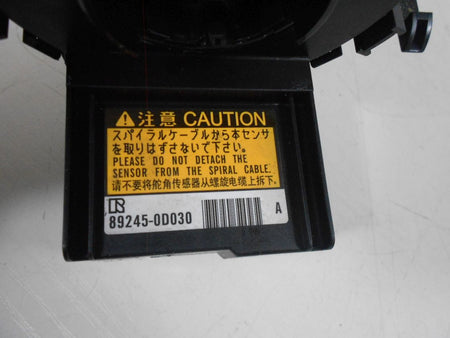 注意 CAUTION
スパイラルケーブルから本センサ
を取りはずさないで下さい。
PLEASE DO NOT DETACH THE
SENSOR FROM THE SPIRAL CABLE.
请不要将舵角传感器从螺旋电缆上拆下.
R
89245-0D030 A